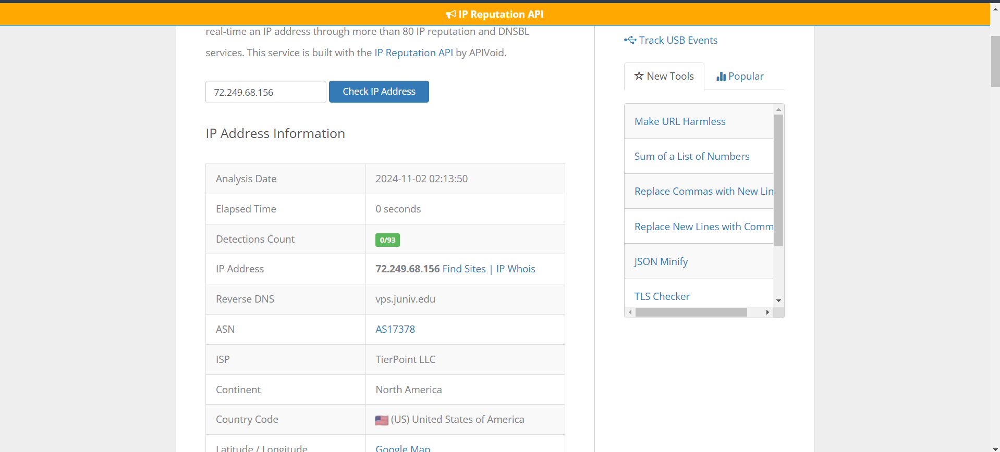 IP Reputation API
real-time an IP address through more than 80 IP reputation and DNSBL
services. This service is built with the IP Reputation API by APIVoid.
72.249.68.156 Check IP Address
IP Address Information
Analysis Date 2024-11-02 02:13:50
Elapsed Time 0 seconds
Detections Count 0/93
IP Address 72.249.68.156 Find Sites | IP Whois
Reverse DNS vps.juniv.edu
ASN AS17378
ISP TierPoint LLC
Continent North America
Country Code (US) United States of America
Latitude / Longitude Google Map
Track USB Events
New Tools Popular
Make URL Harmless
Sum of a List of Numbers
Replace Commas with New Lin
Replace New Lines with Comm
JSON Minify
TLS Checker